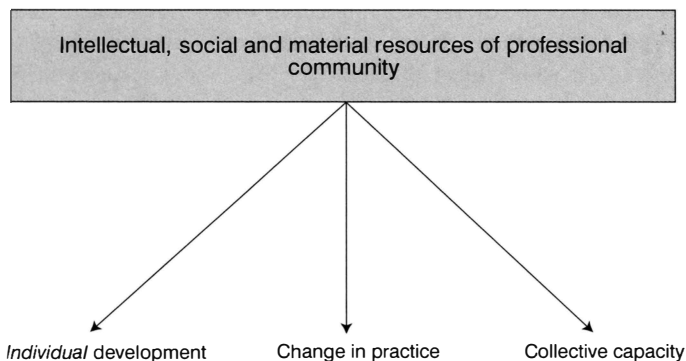 Intellectual, social and material resources of professional
community
Individual development
Change in practice
Collective capacity